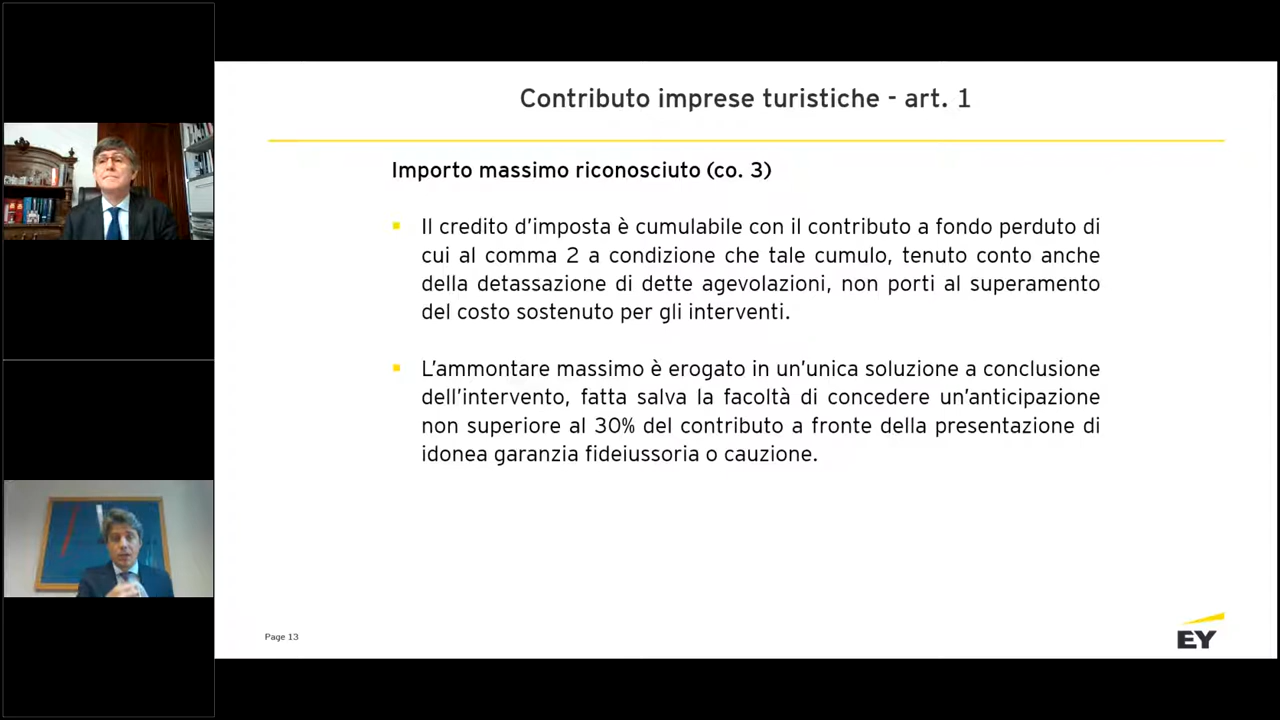 Contributo imprese turistiche - art. 1
Importo massimo riconosciuto (co. 3)
Il credito d’imposta è cumulabile con il contributo a fondo perduto di
cui al comma 2 a condizione che tale cumulo, tenuto conto anche
della detassazione di dette agevolazioni, non porti al superamento
del costo sostenuto per gli interventi.
L’ammontare massimo è erogato in un’unica soluzione a conclusione
dell’intervento, fatta salva la facoltà di concedere un’anticipazione
non superiore al 30% del contributo a fronte della presentazione di
idonea garanzia fideiussoria o cauzione.
Page 13
EY